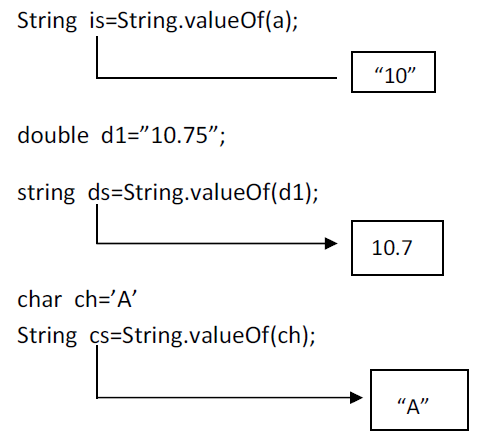 String is=String.valueOf(a);
“10”
double d1=”10.75”;
string ds=String.valueOf(d1);
10.7
char ch=’A’
String cs=String.valueOf(ch);
“A”